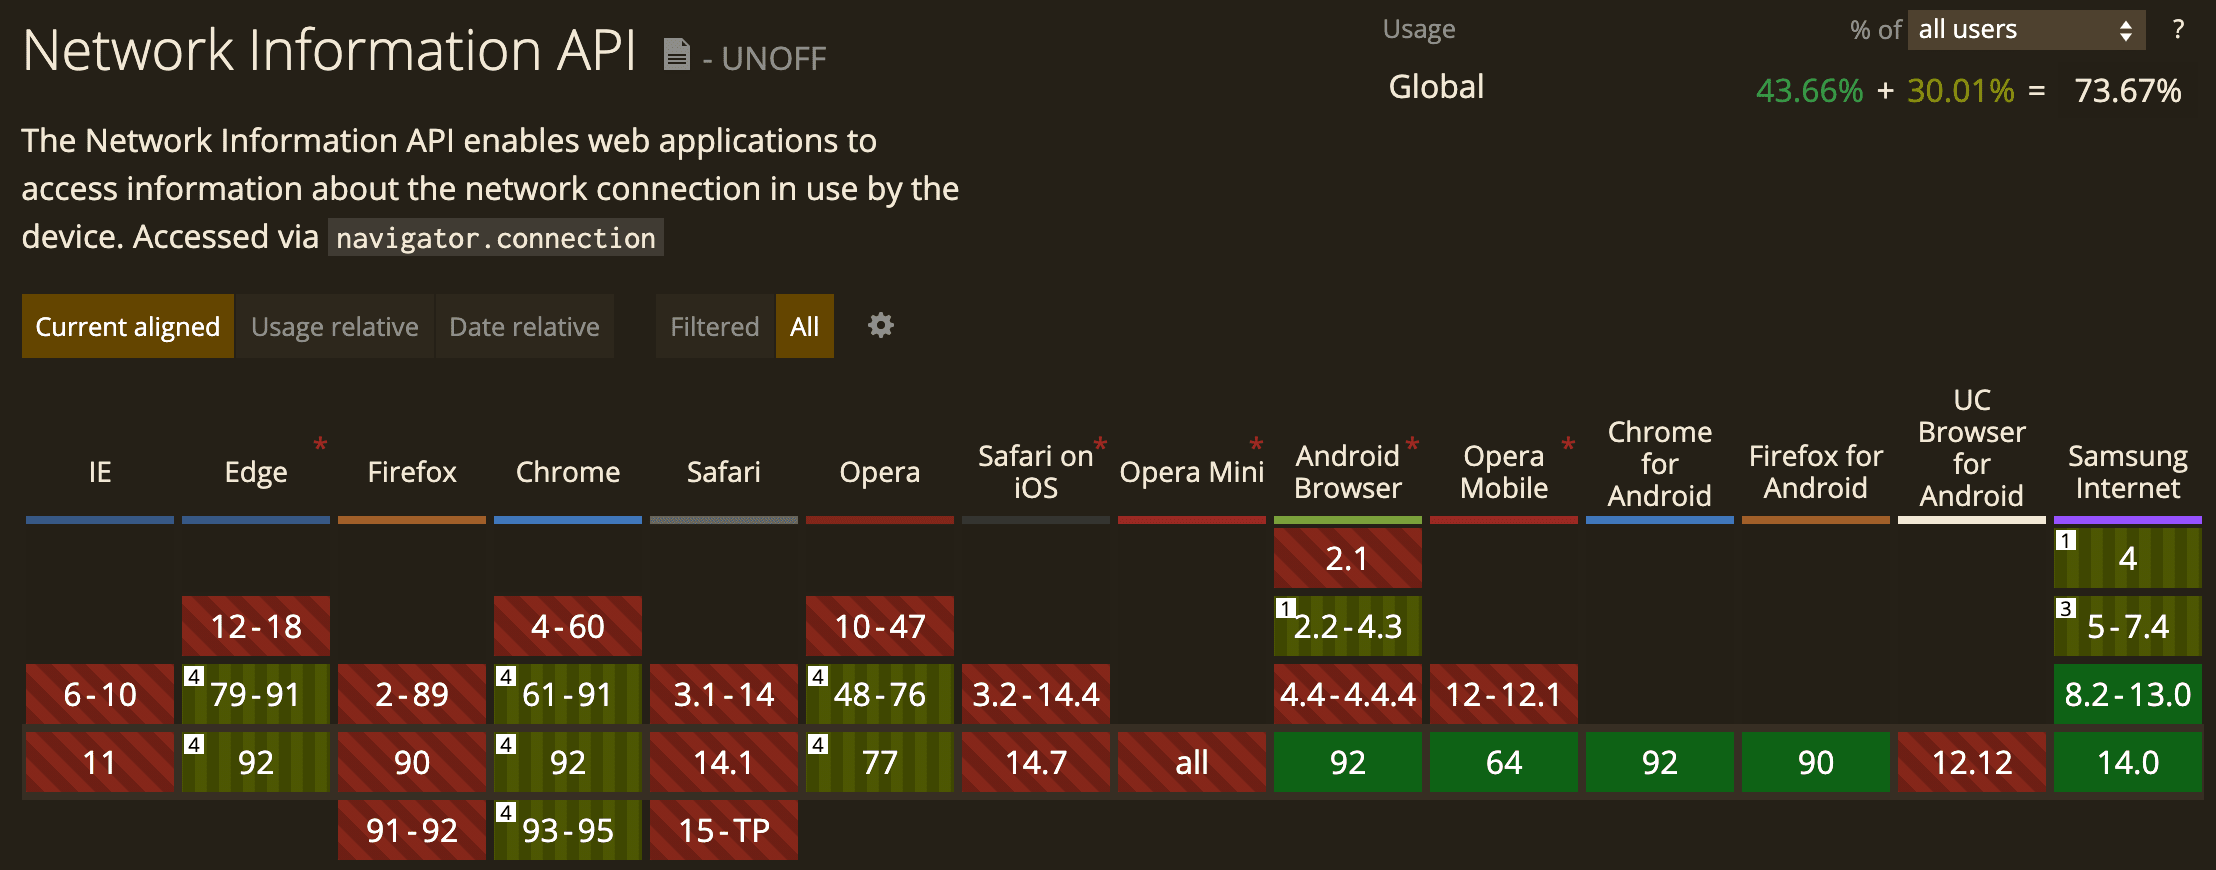 Network Information API - UNOFF
Usage % of all users ?
Global 43.66% + 30.01% = 73.67%
The Network Information API enables web applications to
access information about the network connection in use by the
device. Accessed via navigator.connection
Current aligned Usage relative Date relative Filtered All
IE
Edge *
Firefox
Chrome
Safari
Opera
Safari on *
iOS
Opera Mini *
Android *
Browser
Opera *
Mobile
Chrome
for
Android
Firefox for
Android
UC
Browser
for
Android
Samsung
Internet
2.1 1 4
12-18 4-60 10-47 1 2.2-4.3 3 5-7.4
6-10 4 79-91 2-89 4 61-91 3.1-14 4 48-76 3.2-14.4 4.4-4.4.4 12-12.1 8.2-13.0
11 4 92 90 4 92 14.1 4 77 14.7 all 92 64 92 90 12.12 14.0
91-92 4 93-95 15-TP